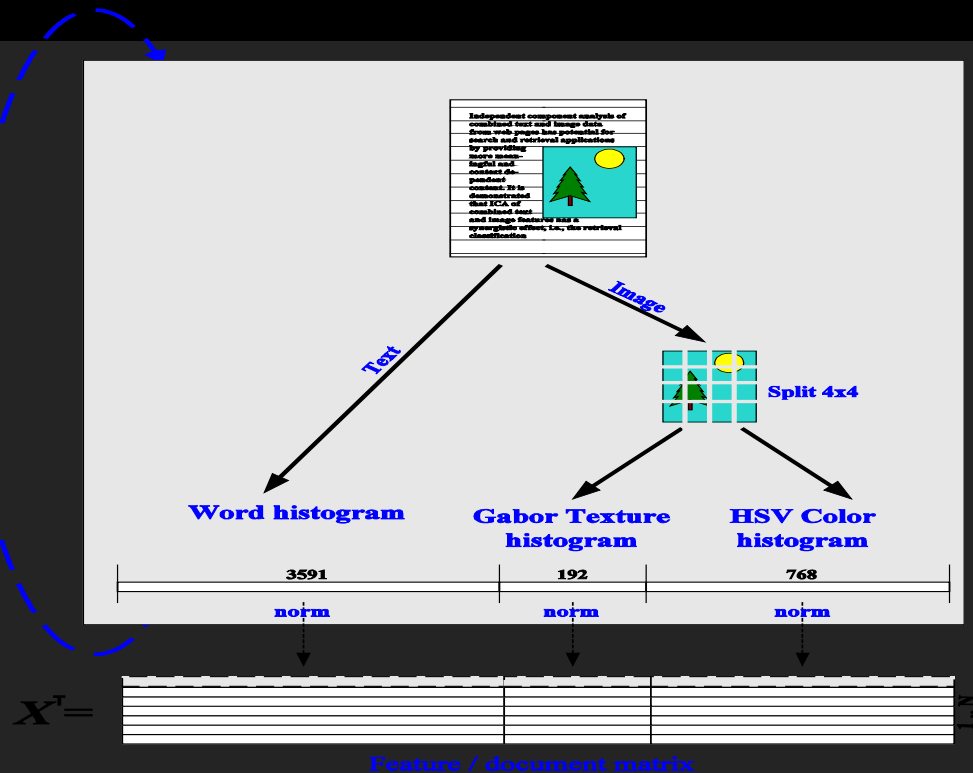 Independent component analysis of
combined text and image data
from web pages has potential for
search and retrieval applications
by providing
more mean-
ingful and
context de-
pendent
content. It is
demonstrated
that ICA of
combined text
and image features has a
synergistic effect, i.e., the retrieval
classification
Text
Image
Split 4x4
Word histogram
Gabor Texture
histogram
HSV Color
histogram
3591
192
768
norm
norm
norm
X^T=
Feature / document matrix